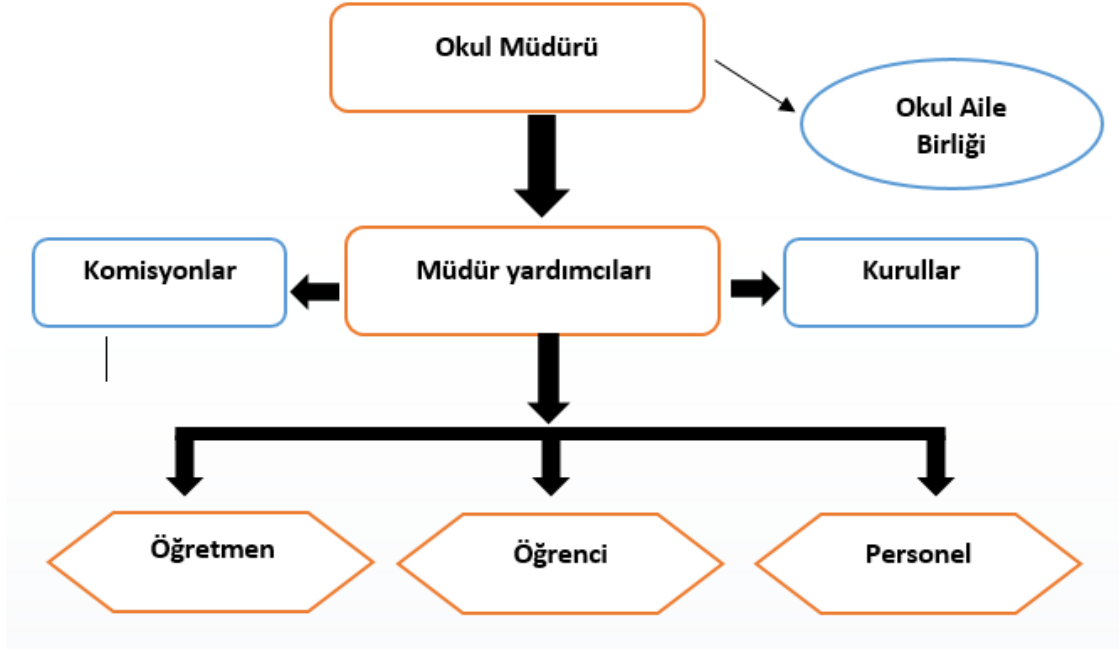 Okul Müdürü
Okul Aile
Birliği
Komisyonlar
Müdür yardımcıları
Kurullar
Öğretmen
Öğrenci
Personel